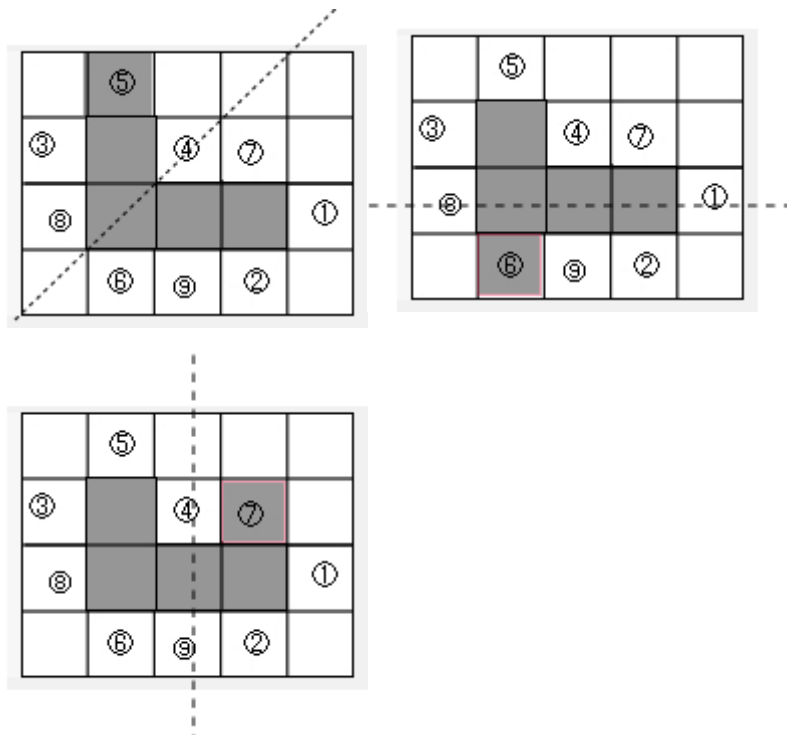 ⑤
③ ④ ⑦
⑧ ①
⑥ ⑨ ②
⑤
③ ④ ⑦
⑧ ①
⑥ ⑨ ②
⑤
③ ④ ⑦
⑧ ①
⑥ ⑨ ②